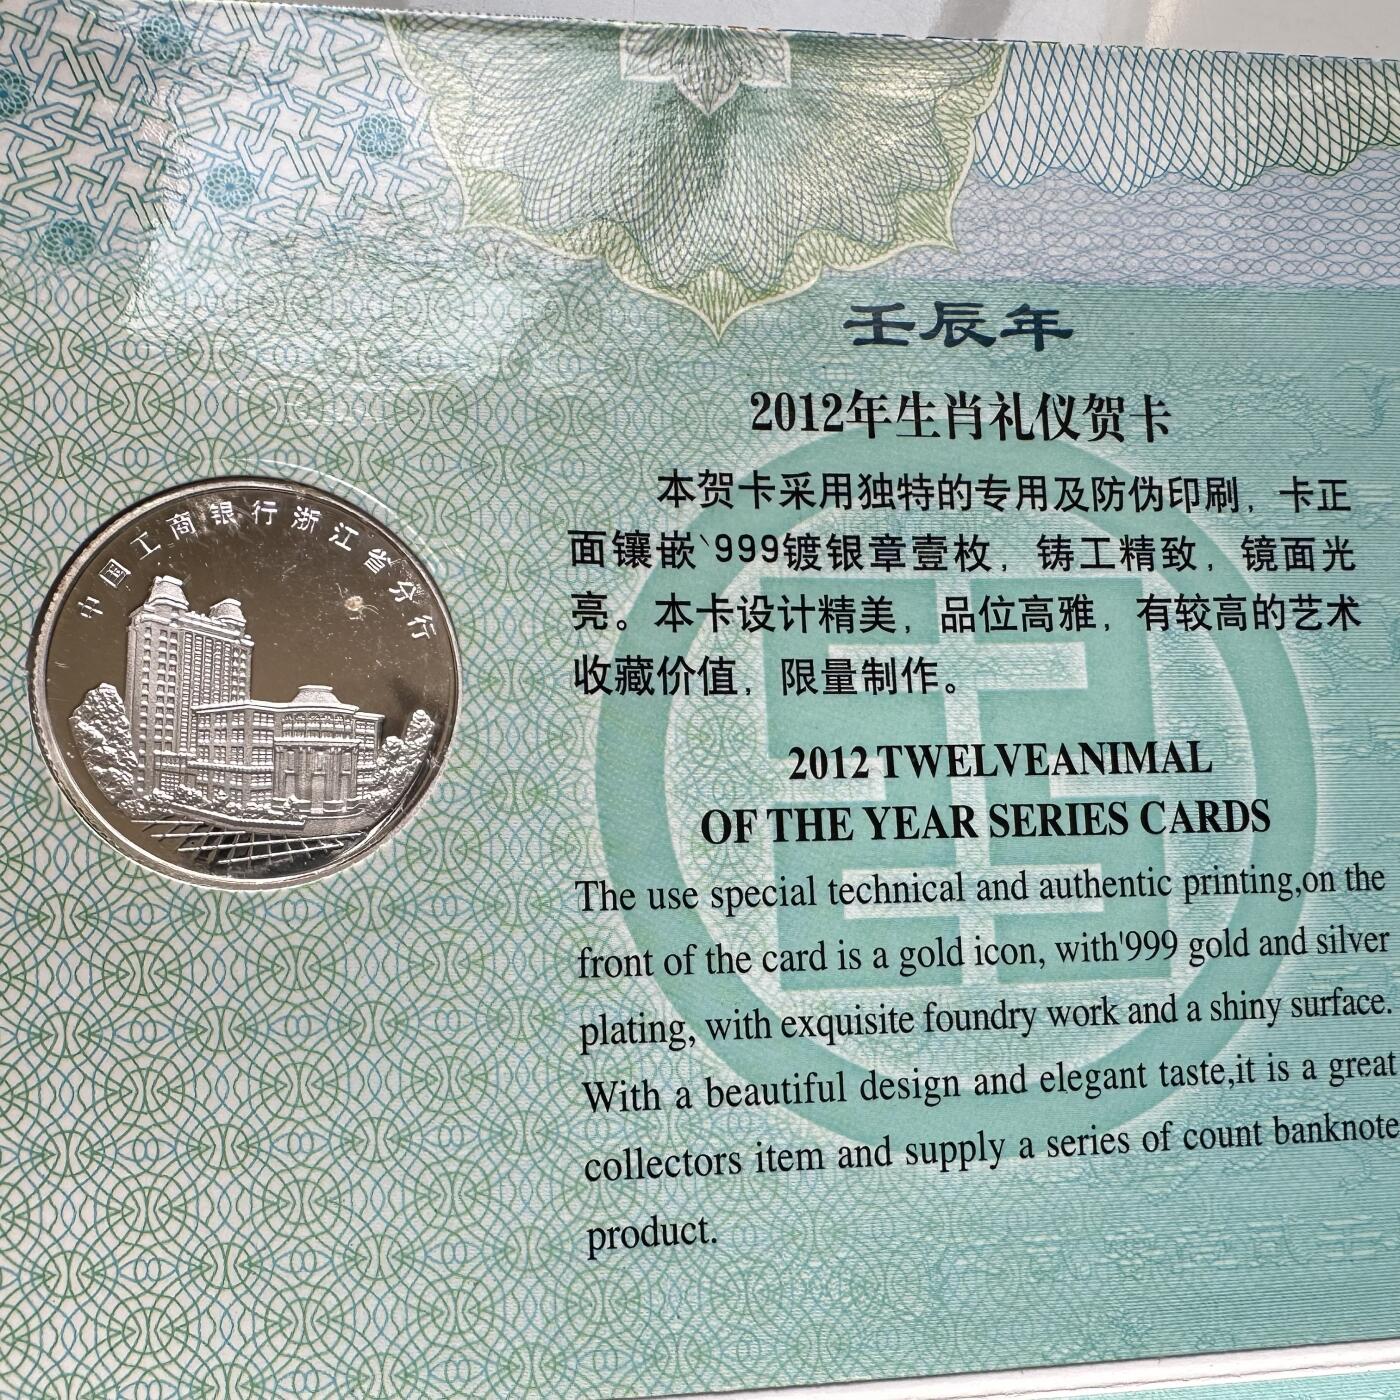 中国工商银行浙江省分行
壬辰年
2012年生肖礼仪贺卡
本贺卡采用独特的专用及防伪印刷，卡正
面镶嵌`999镀银章壹枚，铸工精致，镜面光
亮。本卡设计精美，品位高雅，有较高的艺术
收藏价值，限量制作。
2012 TWELVEANIMAL
OF THE YEAR SERIES CARDS
The use special technical and authentic printing,on the
front of the card is a gold icon, with'999 gold and silver
plating, with exquisite foundry work and a shiny surface.
With a beautiful design and elegant taste,it is a great
collectors item and supply a series of count banknote
product.